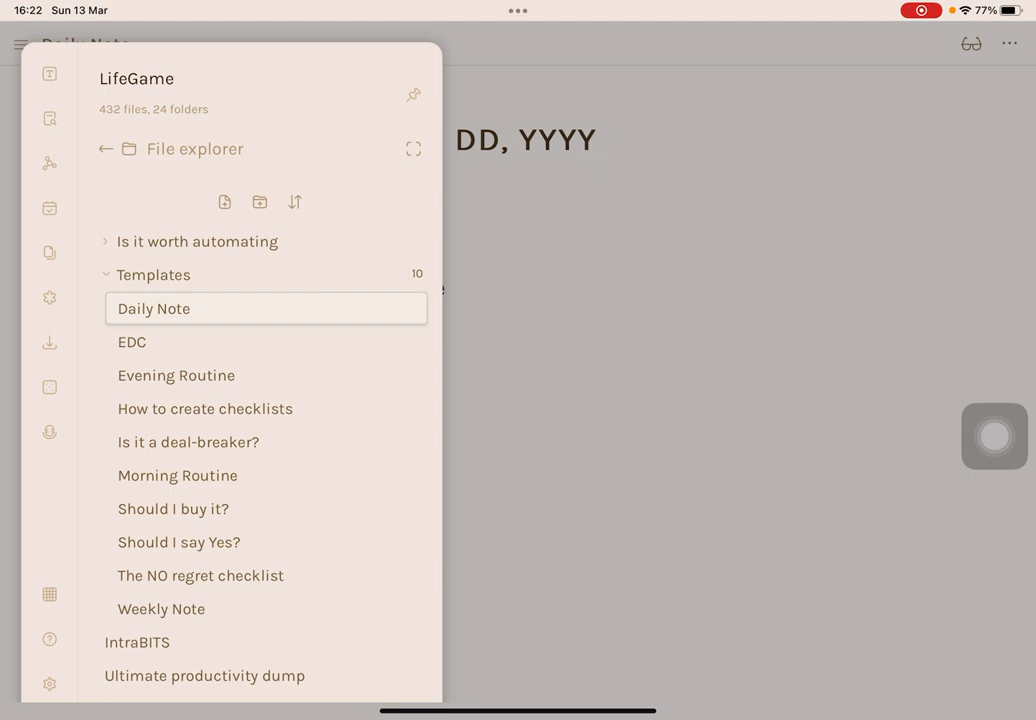 16:22 Sun 13 Mar
77%
Daily Note
LifeGame
432 files, 24 folders
File explorer
DD, YYYY
Is it worth automating
Templates 10
Daily Note
EDC
Evening Routine
How to create checklists
Is it a deal-breaker?
Morning Routine
Should I buy it?
Should I say Yes?
The NO regret checklist
Weekly Note
IntraBITS
Ultimate productivity dump